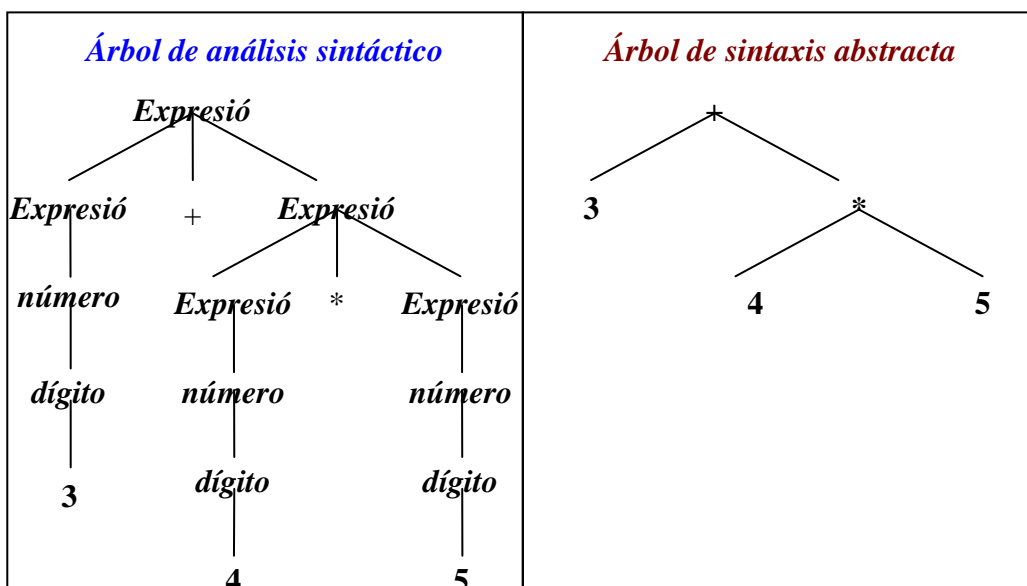 Árbol de análisis sintáctico
Expresió
Expresió + Expresió
número Expresió * Expresió
dígito número número
3 dígito dígito
4 5
Árbol de sintaxis abstracta
+
3 *
4 5